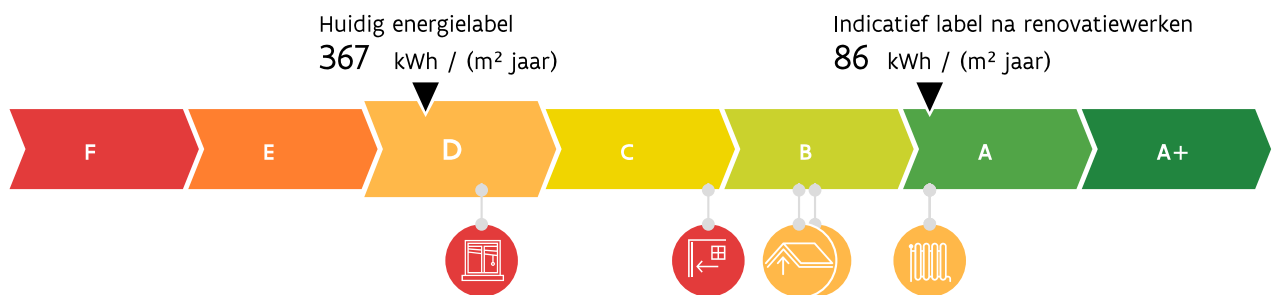 Huidig energielabel
367 kWh / (m² jaar)
Indicatief label na renovatiewerken
86 kWh / (m² jaar)
F E D C B A A+